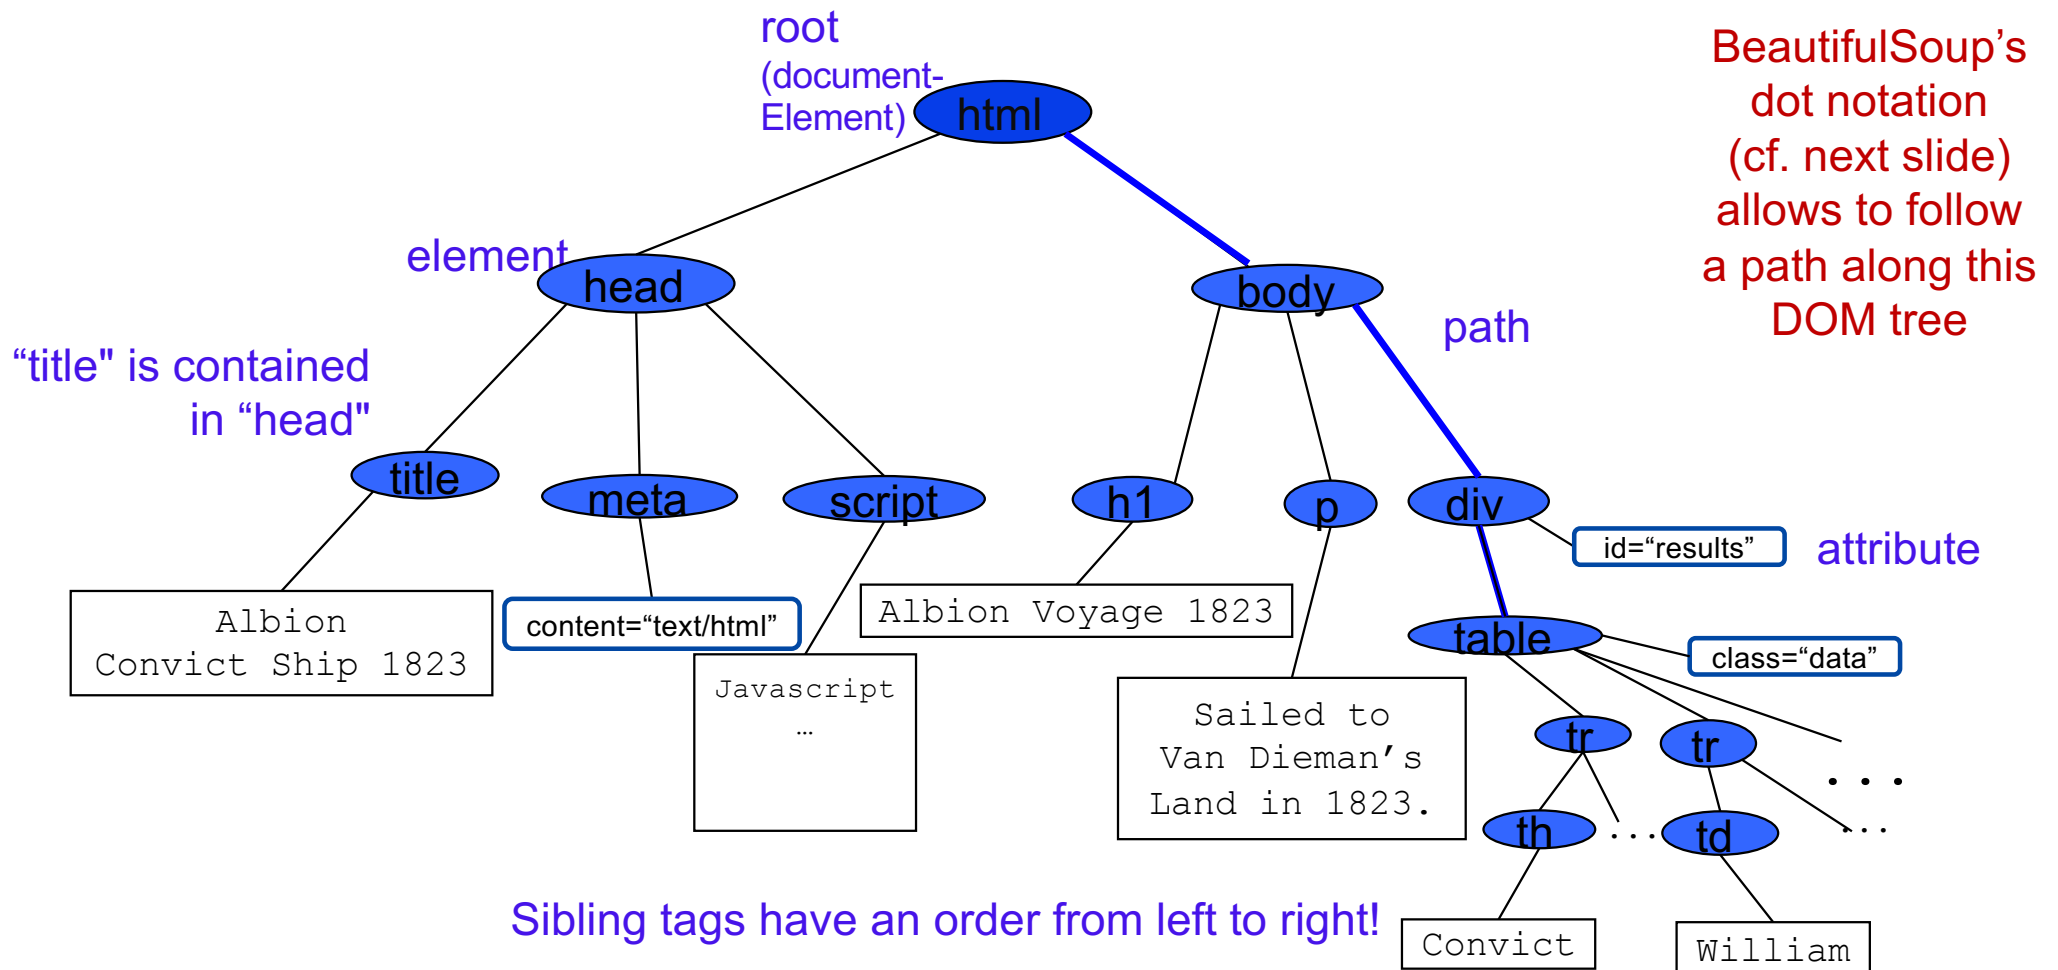 root
(document-
Element)
html
BeautifulSoup’s
dot notation
(cf. next slide)
allows to follow
a path along this
DOM tree
element
head
body
path
“title" is contained
in “head"
title
meta
script
h1
p
div
id=“results”
attribute
Albion
Convict Ship 1823
content=“text/html”
Albion Voyage 1823
table
class=“data”
Javascript
…
Sailed to
Van Dieman’s
Land in 1823.
tr
tr
. . .
th
. . .
td
. . .
Sibling tags have an order from left to right!
Convict
William